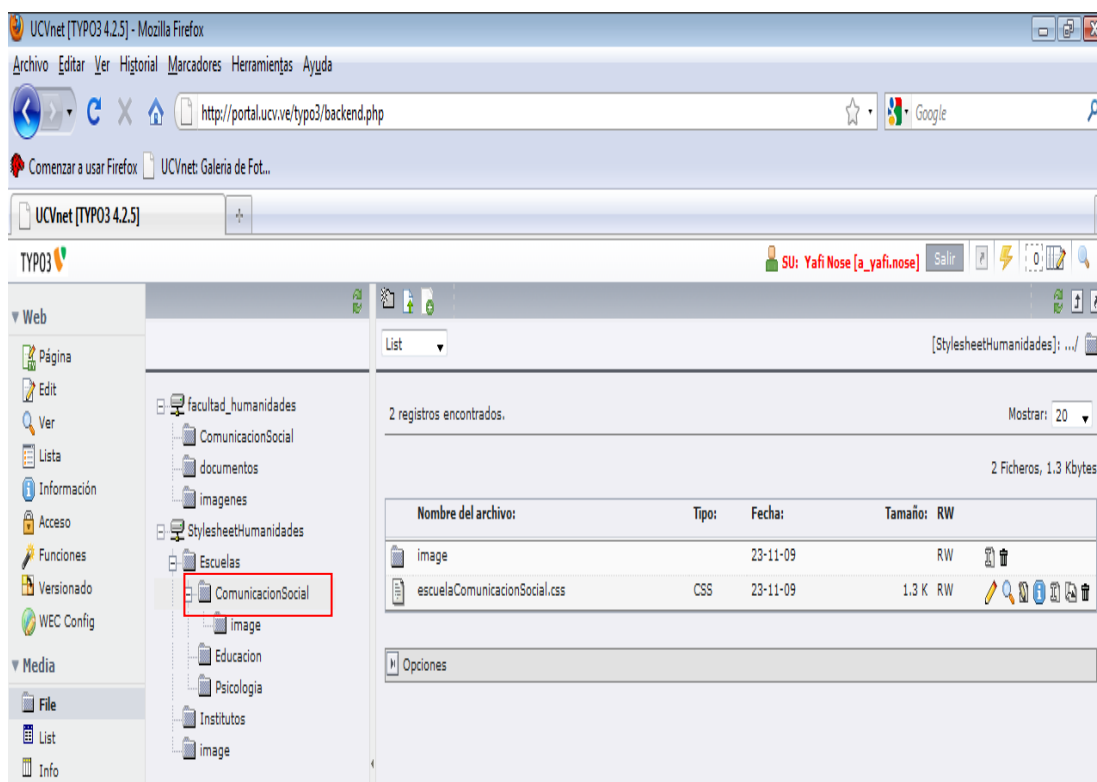 UCVnet [TYPO3 4.2.5] - Mozilla Firefox
Archivo Editar Ver Historial Marcadores Herramientas Ayuda
http://portal.ucv.ve/typo3/backend.php
Google
Comenzar a usar Firefox UCVnet: Galeria de Fot...
UCVnet [TYPO3 4.2.5]
TYPO3 SU: Yafi Nose [a_yafi.nose] Salir 0
Web
Página
Edit
Ver
Lista
Información
Acceso
Funciones
Versionado
WEC Config
Media
File
List
Info
facultad_humanidades
ComunicacionSocial
documentos
imagenes
StylesheetHumanidades
Escuelas
ComunicacionSocial
image
Educacion
Psicologia
Institutos
image
List [StylesheetHumanidades]: .../
2 registros encontrados. Mostrar: 20
2 Ficheros, 1.3 Kbytes
Nombre del archivo: Tipo: Fecha: Tamaño: RW
image 23-11-09 RW
escuelaComunicacionSocial.css CSS 23-11-09 1.3 K RW
Opciones